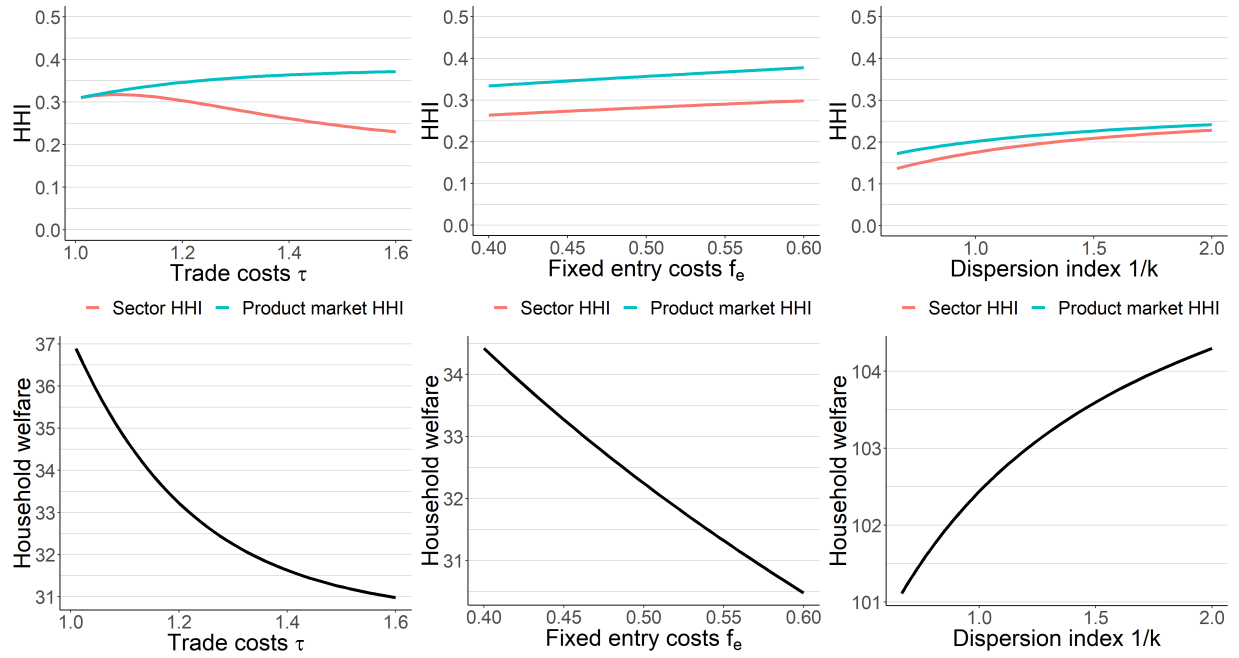 HHI
0.5
0.4
0.3
0.2
0.1
0.0
1.0 1.2 1.4 1.6
Trade costs τ
Sector HHI Product market HHI
HHI
0.5
0.4
0.3
0.2
0.1
0.0
0.40 0.45 0.50 0.55 0.60
Fixed entry costs fe
Sector HHI Product market HHI
HHI
0.5
0.4
0.3
0.2
0.1
0.0
1.0 1.5 2.0
Dispersion index 1/k
Sector HHI Product market HHI
Household welfare
37
36
35
34
33
32
31
1.0 1.2 1.4 1.6
Trade costs τ
Household welfare
34
33
32
31
0.40 0.45 0.50 0.55 0.60
Fixed entry costs fe
Household welfare
104
103
102
101
1.0 1.5 2.0
Dispersion index 1/k